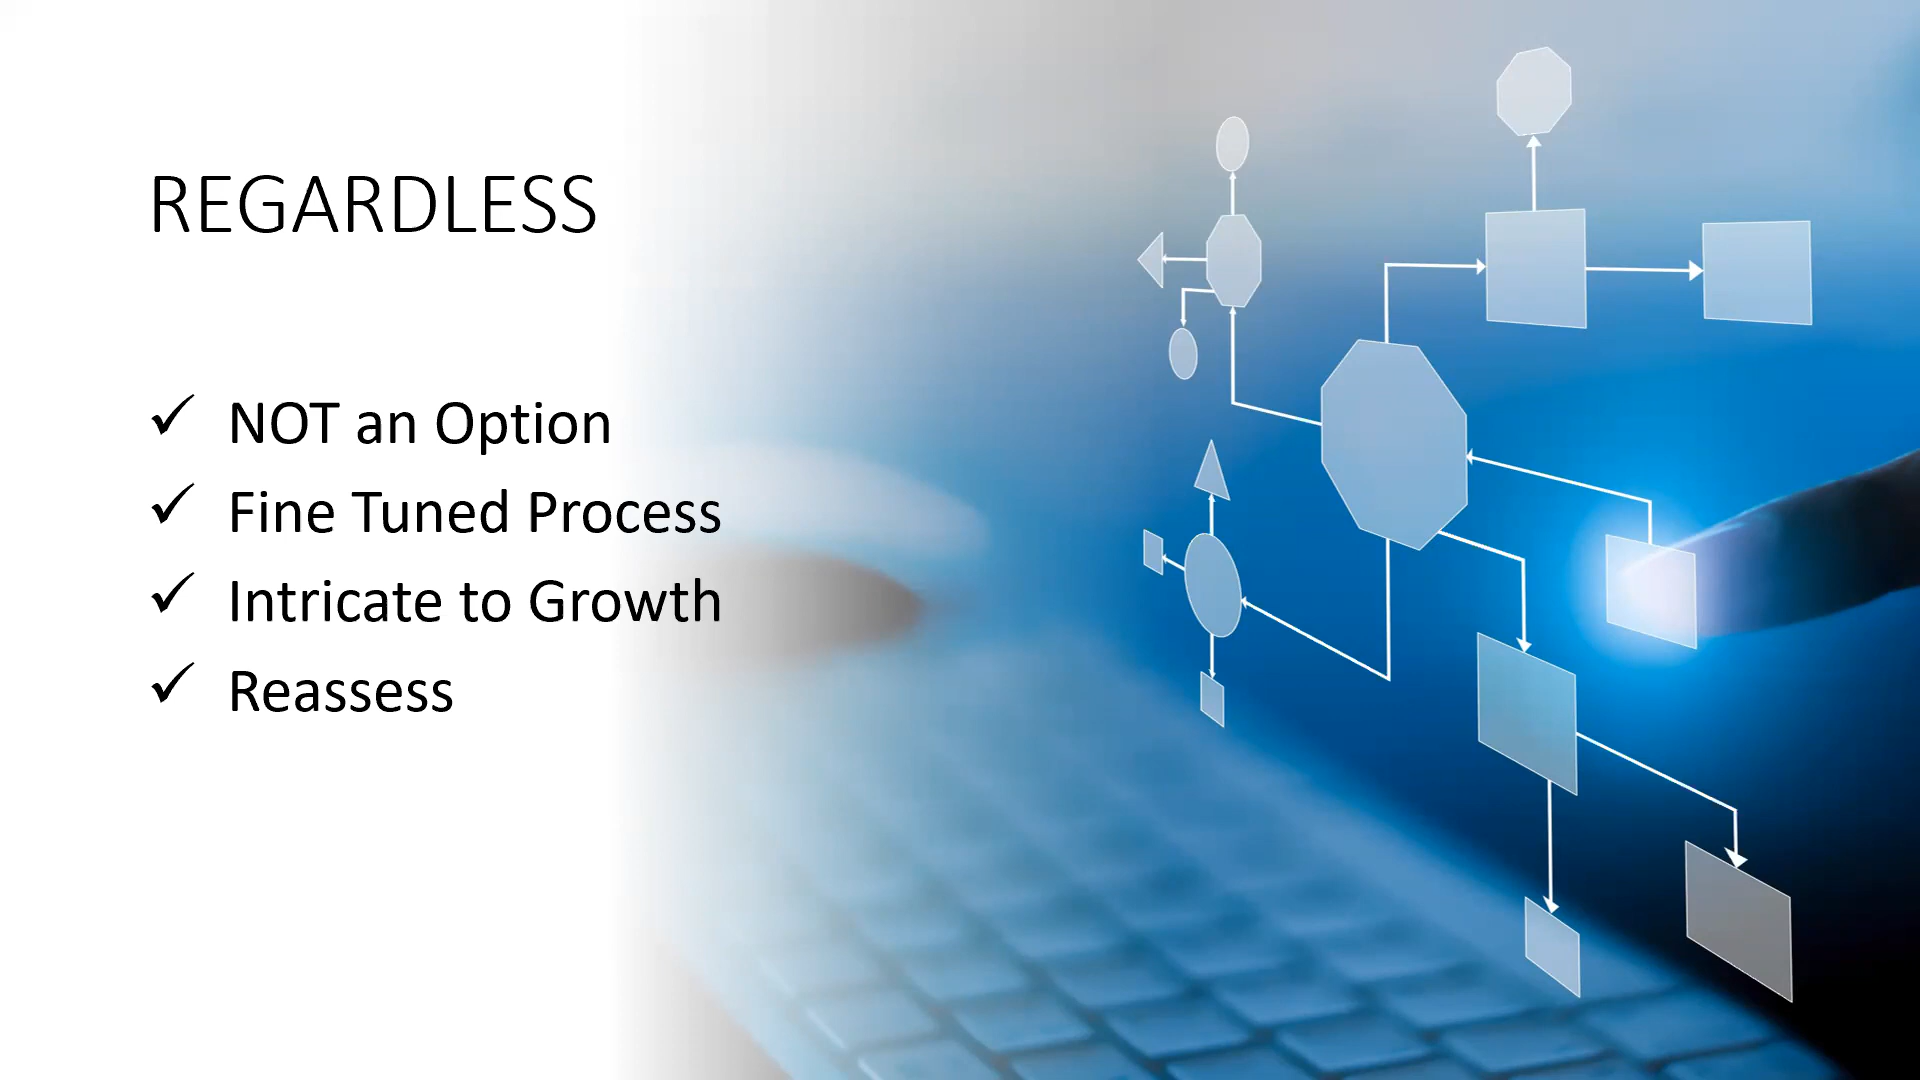 REGARDLESS
NOT an Option
Fine Tuned Process
Intricate to Growth
Reassess